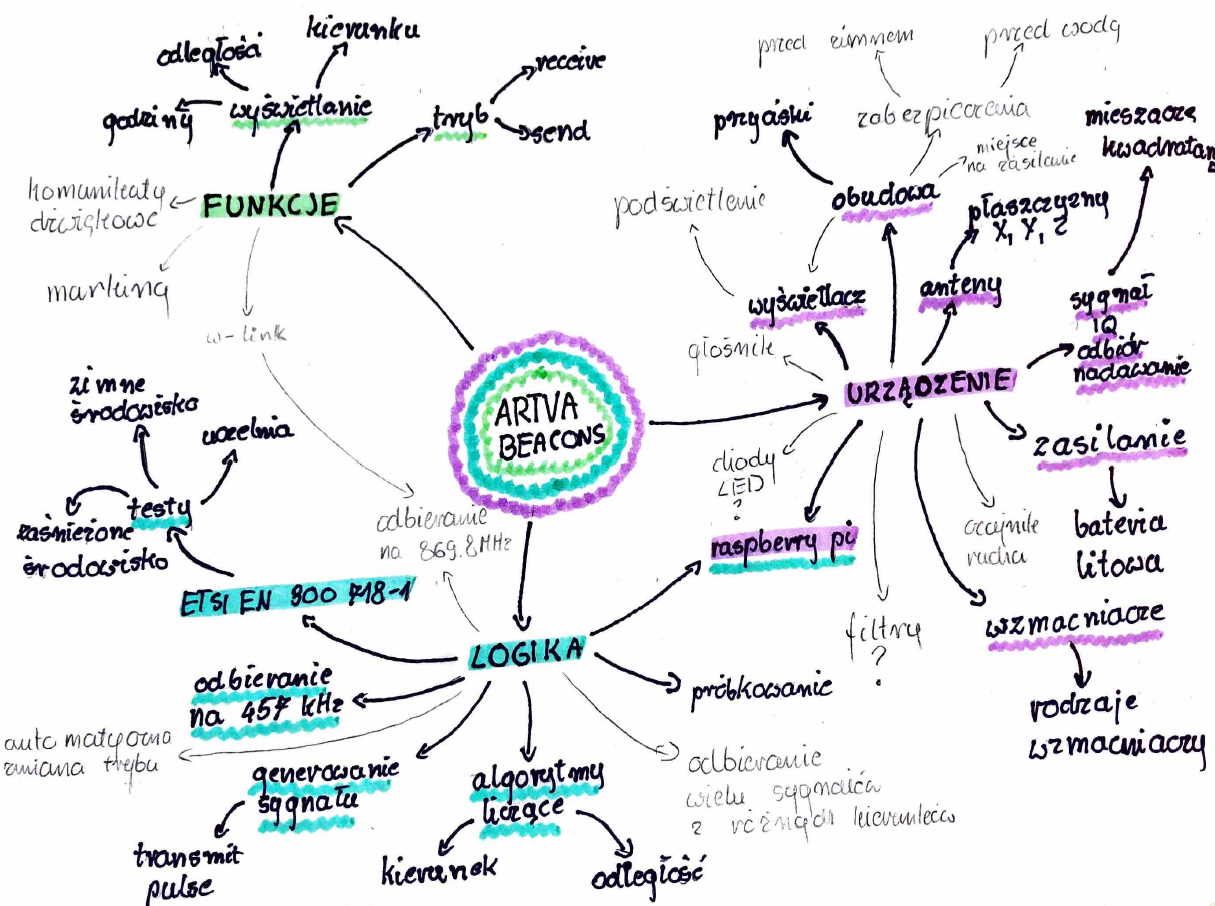 odległości
kierunku
godziny
wyświetlanie
tryb
receive
send
komunikaty
dźwiękowe
FUNKCJE
marking
w-link
przed zimnem
przed wodą
przyciski
zabezpieczenia
miejsce
na zasilanie
mieszacze
kwadraton
podświetlenie
obudowa
płaszczyzny
X, Y, Z
wyświetlacz
anteny
sygnał
IQ
odbiór
nadawanie
głośnik
URZĄDZENIE
ARTVA
BEACONS
zimne
środowisko
uczelnia
testy
zaśnieżone
środowisko
odbieranie
na 869.8 MHz
diody
LED
?
raspberry pi
zasilanie
czujnik
ruchu
bateria
litowa
ETSI EN 300 718-1
LOGIKA
filtry
?
wzmacniacze
rodzaje
wzmacniaczy
odbieranie
na 457 kHz
próbkowanie
automatyczna
zmiana trybu
generowanie
sygnału
transmit
pulse
algorytmy
liczące
kierunek
odległość
odbieranie
wielu sygnałów
z różnych kierunków